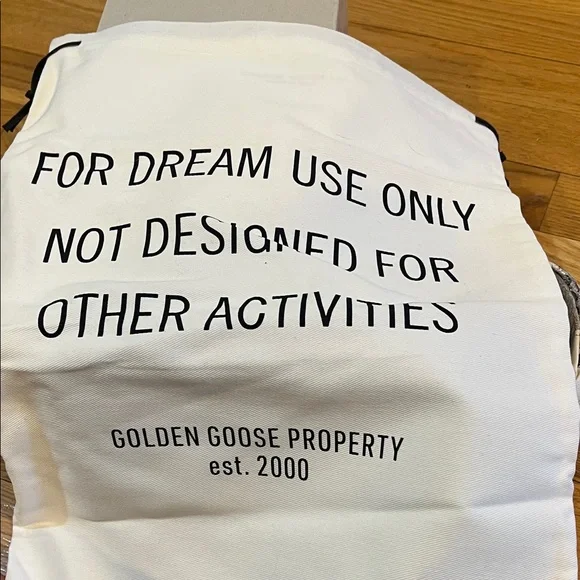 FOR DREAM USE ONLY
NOT DESIGNED FOR
OTHER ACTIVITIES
GOLDEN GOOSE PROPERTY
est. 2000